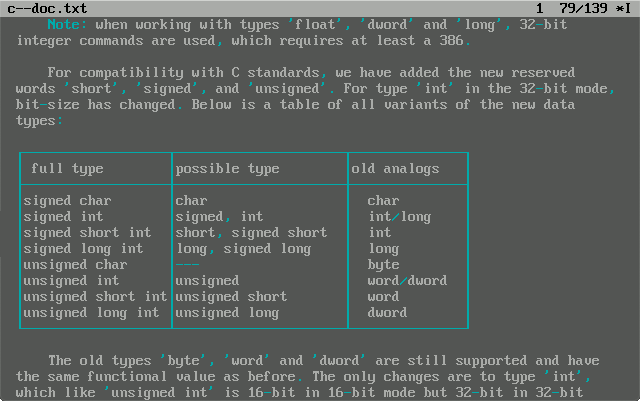 c--doc.txt 1 79/139 *I
Note: when working with types 'float', 'dword' and 'long', 32-bit
integer commands are used, which requires at least a 386.
For compatibility with C standards, we have added the new reserved
words 'short', 'signed', and 'unsigned'. For type 'int' in the 32-bit mode,
bit-size has changed. Below is a table of all variants of the new data
types:
full type possible type old analogs
signed char char char
signed int signed, int int/long
signed short int short, signed short int
signed long int long, signed long long
unsigned char --- byte
unsigned int unsigned word/dword
unsigned short int unsigned short word
unsigned long int unsigned long dword
The old types 'byte', 'word' and 'dword' are still supported and have
the same functional value as before. The only changes are to type 'int',
which like 'unsigned int' is 16-bit in 16-bit mode but 32-bit in 32-bit